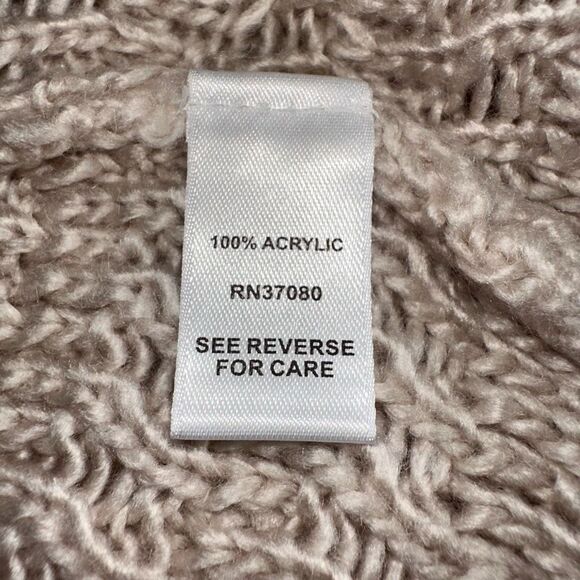 100% ACRYLIC
RN37080
SEE REVERSE
FOR CARE